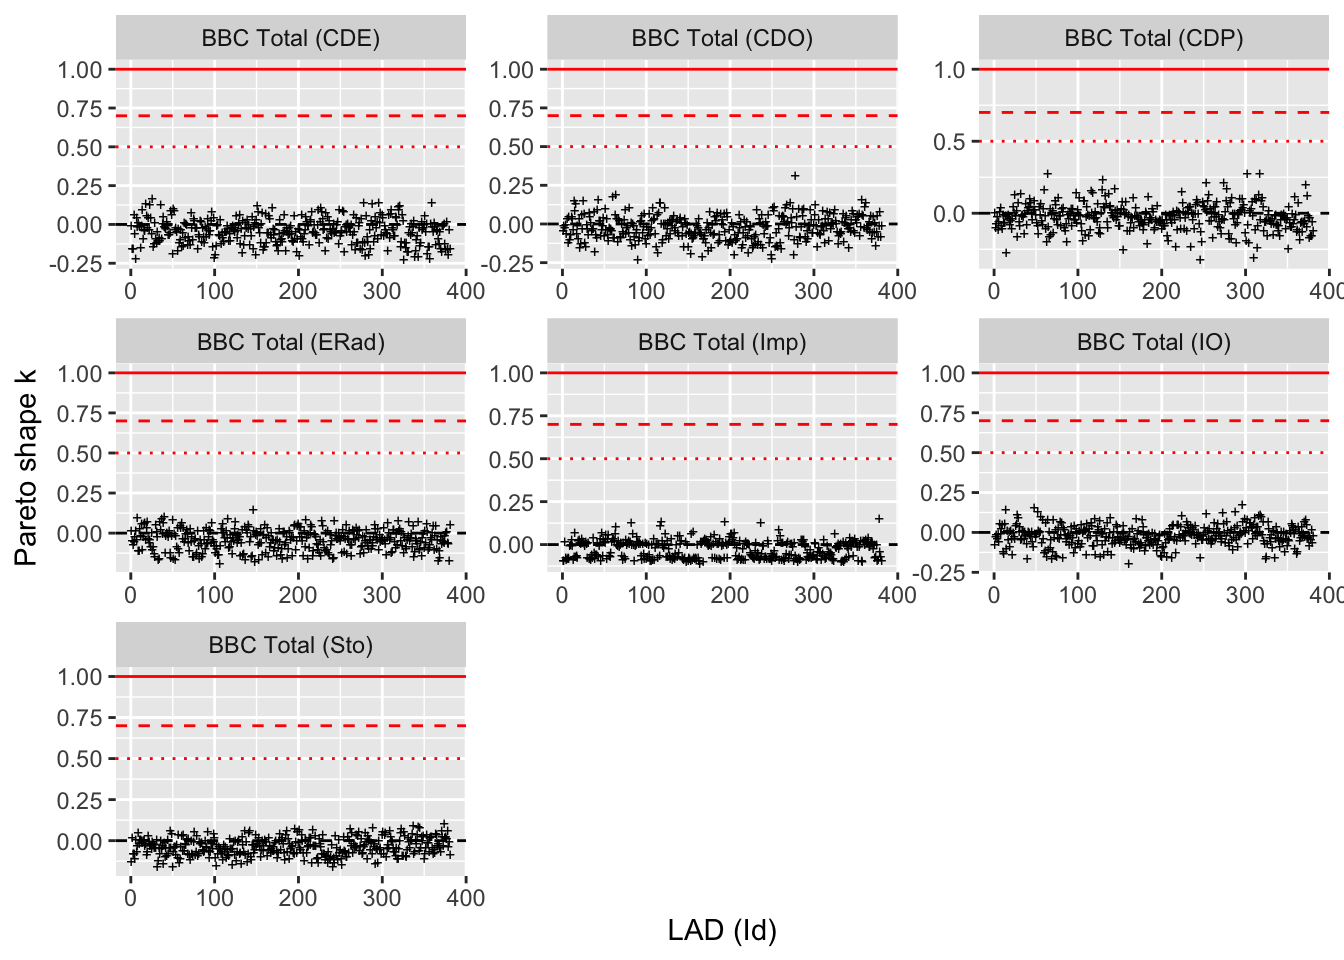 BBC Total (CDE) BBC Total (CDO) BBC Total (CDP)
1.00 1.00 1.0
0.75 0.75
0.50 0.50 0.5
0.25 0.25
0.00 0.00 0.0
-0.25 -0.25
0 100 200 300 400 0 100 200 300 400 0 100 200 300 400
BBC Total (ERad) BBC Total (Imp) BBC Total (IO)
1.00 1.00 1.00
0.75 0.75 0.75
0.50 0.50 0.50
0.25 0.25 0.25
0.00 0.00 0.00
-0.25
0 100 200 300 400 0 100 200 300 400 0 100 200 300 400
Pareto shape k
BBC Total (Sto)
1.00
0.75
0.50
0.25
0.00
0 100 200 300 400
LAD (Id)